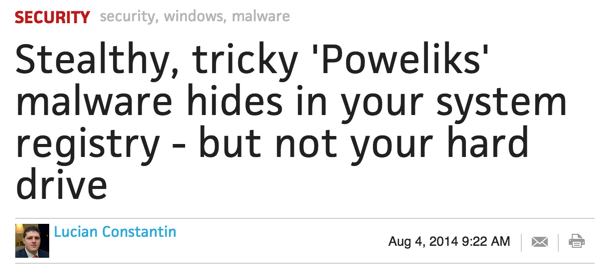 SECURITY security, windows, malware
Stealthy, tricky 'Poweliks'
malware hides in your system
registry - but not your hard
drive
Lucian Constantin
Aug 4, 2014 9:22 AM